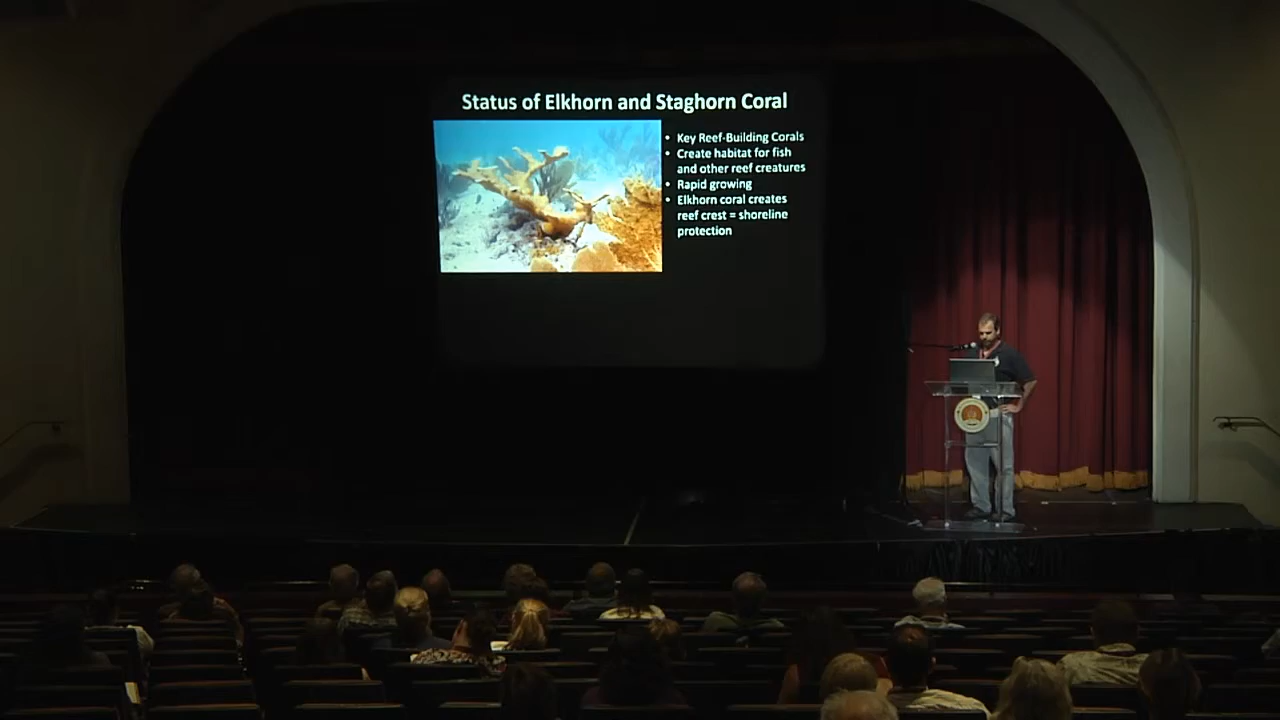 Status of Elkhorn and Staghorn Coral
• Key Reef-Building Corals
• Create habitat for fish
and other reef creatures
• Rapid growing
• Elkhorn coral creates
reef crest = shoreline
protection